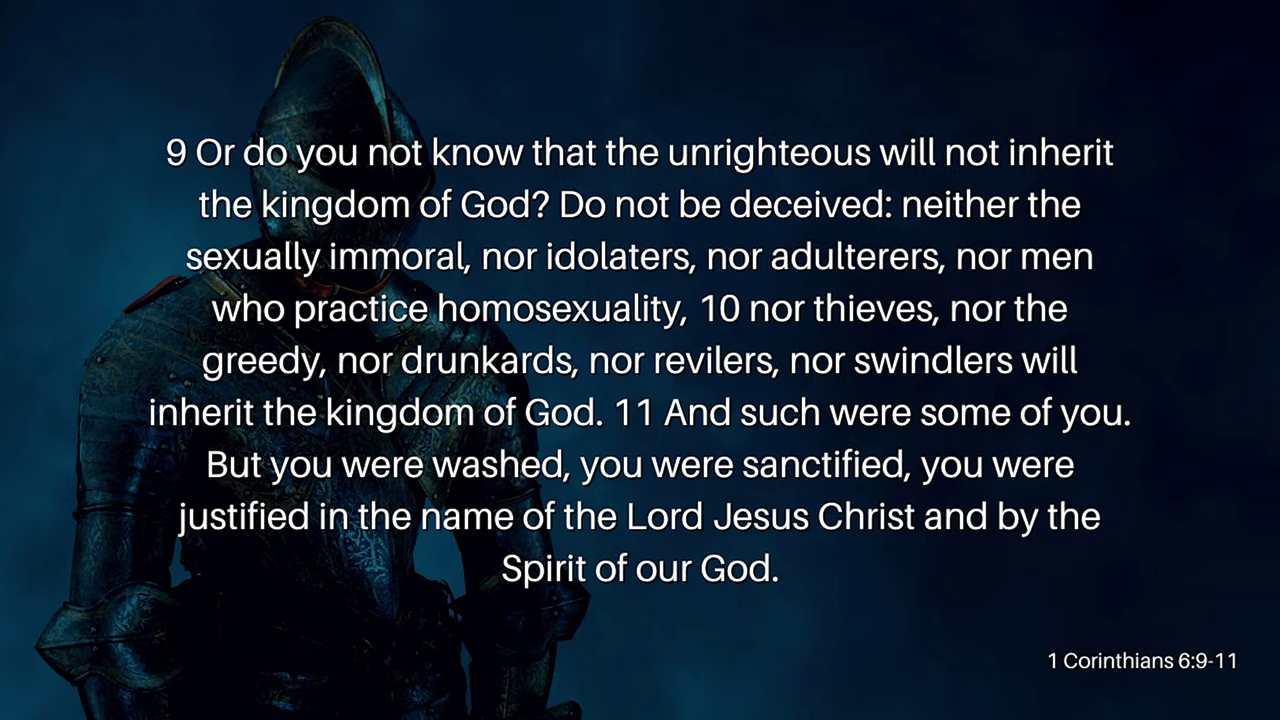 9 Or do you not know that the unrighteous will not inherit
the kingdom of God? Do not be deceived: neither the
sexually immoral, nor idolaters, nor adulterers, nor men
who practice homosexuality, 10 nor thieves, nor the
greedy, nor drunkards, nor revilers, nor swindlers will
inherit the kingdom of God. 11 And such were some of you.
But you were washed, you were sanctified, you were
justified in the name of the Lord Jesus Christ and by the
Spirit of our God.
1 Corinthians 6:9-11